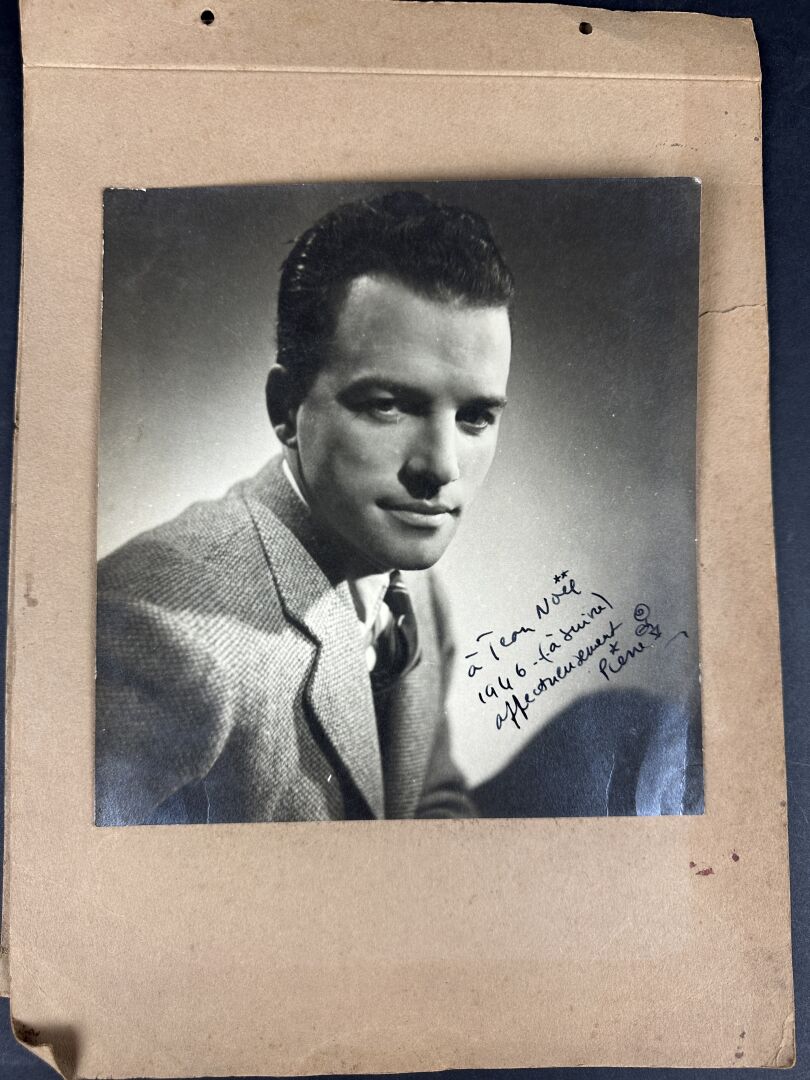 à Jean Noël
1946 - (à suivre)
affectueusement
Pierre